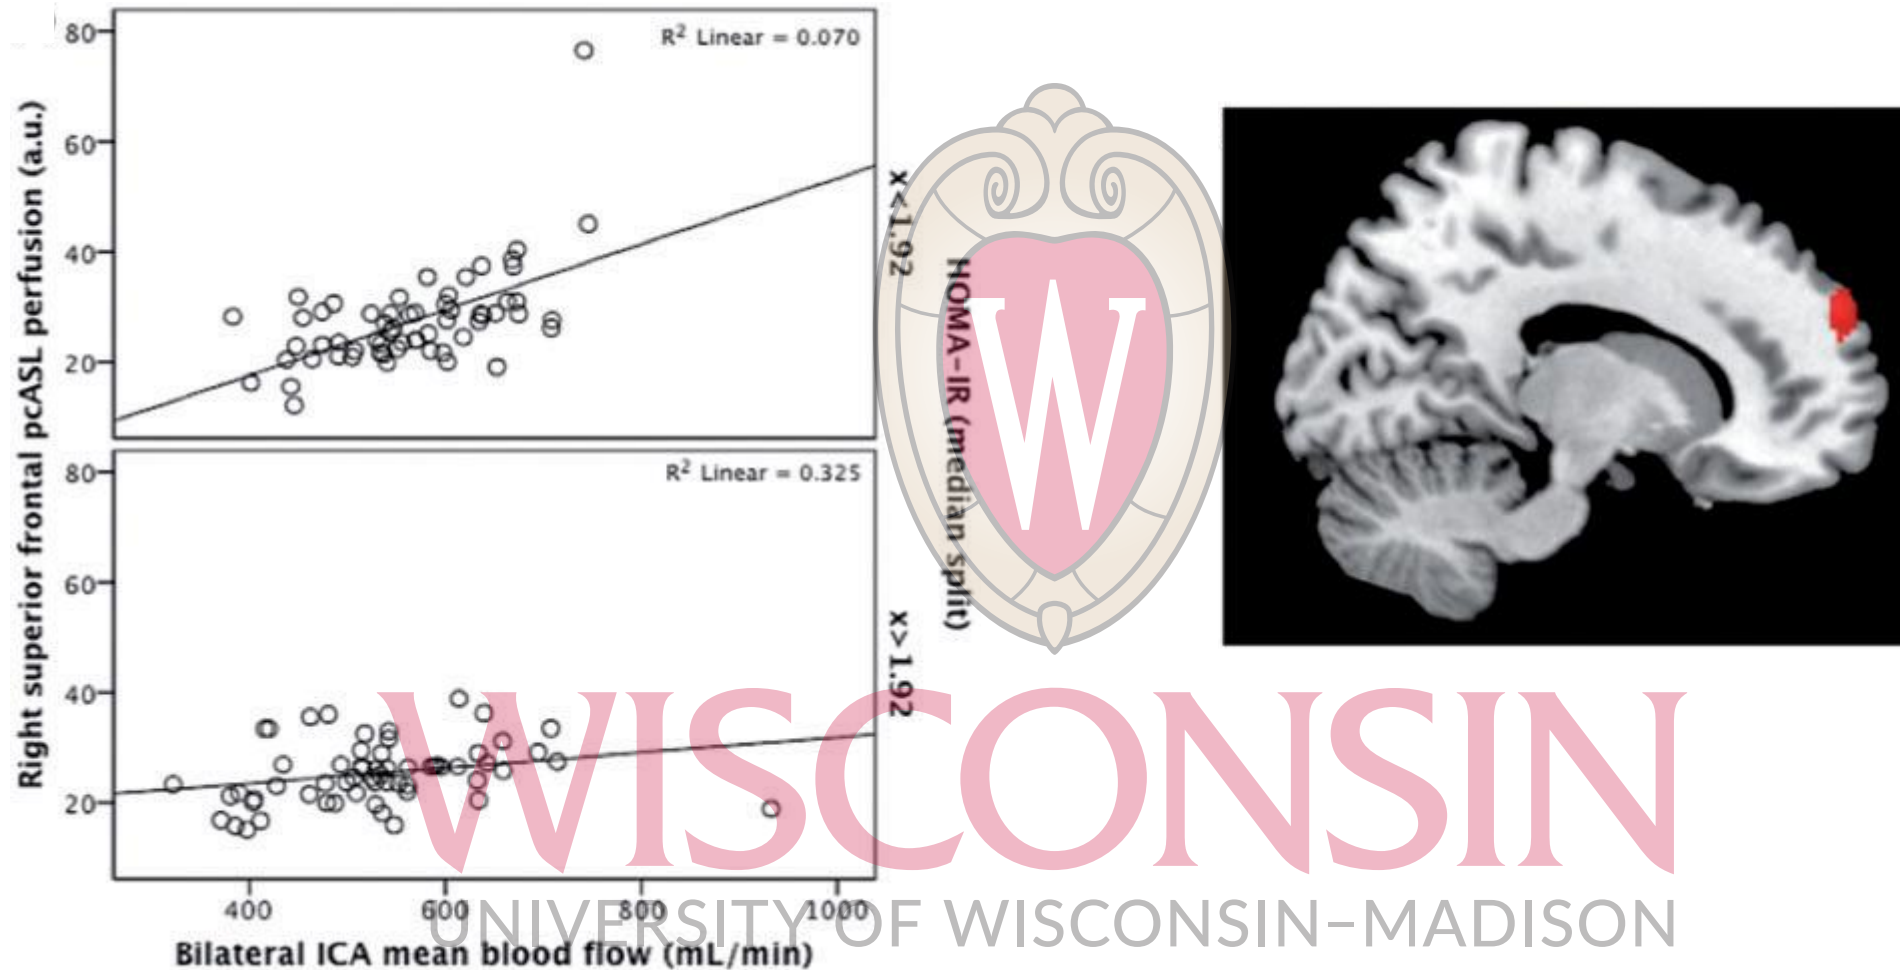 80
60
40
20
R² Linear = 0.070
x<1.92
Right superior frontal pcASL perfusion (a.u.)
HOMA-IR (median split)
W
80
60
40
20
R² Linear = 0.325
x>1.92
400 600 800 1000
Bilateral ICA mean blood flow (mL/min)
WISCONSIN
UNIVERSITY OF WISCONSIN–MADISON